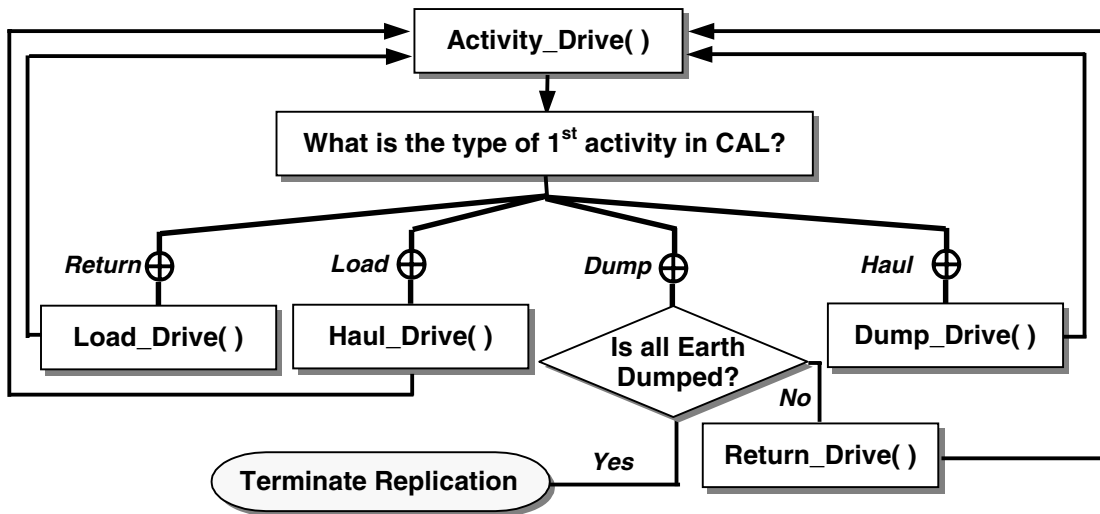 Activity_Drive( )
What is the type of 1st activity in CAL?
Return
Load
Dump
Haul
Load_Drive( )
Haul_Drive( )
Is all Earth
Dumped?
Dump_Drive( )
No
Return_Drive( )
Yes
Terminate Replication